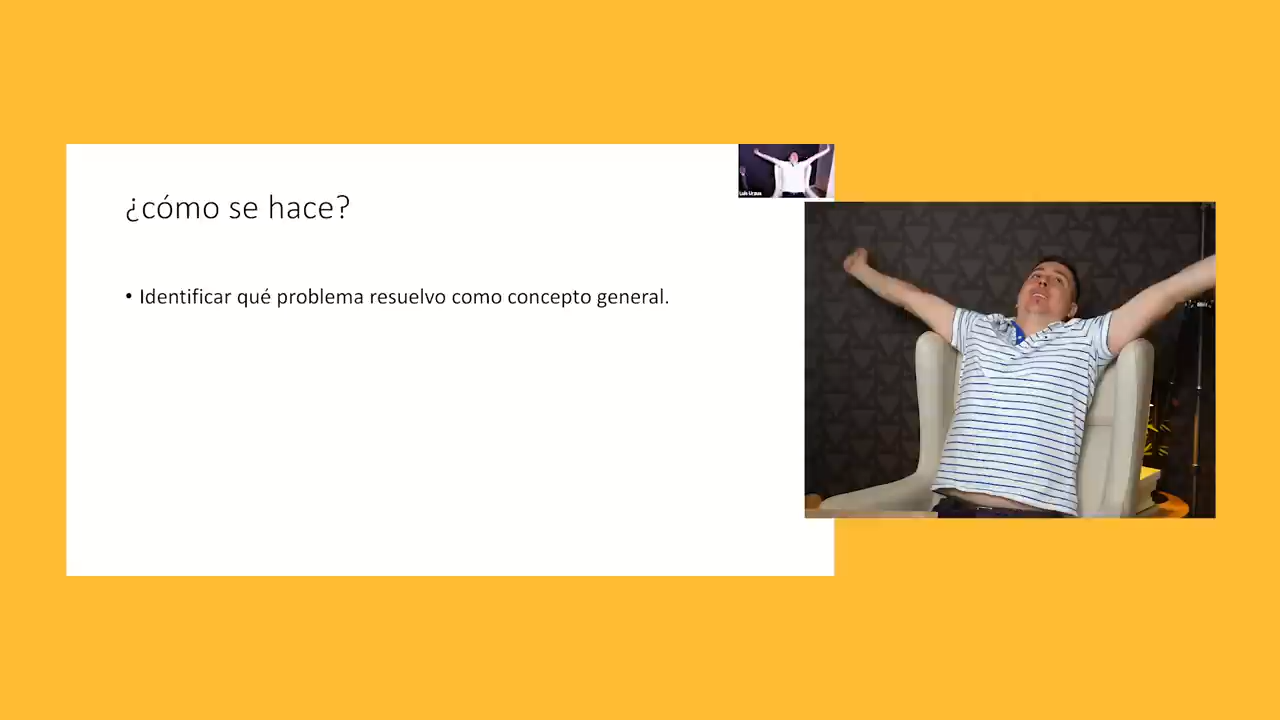 ¿cómo se hace?
• Identificar qué problema resuelvo como concepto general.